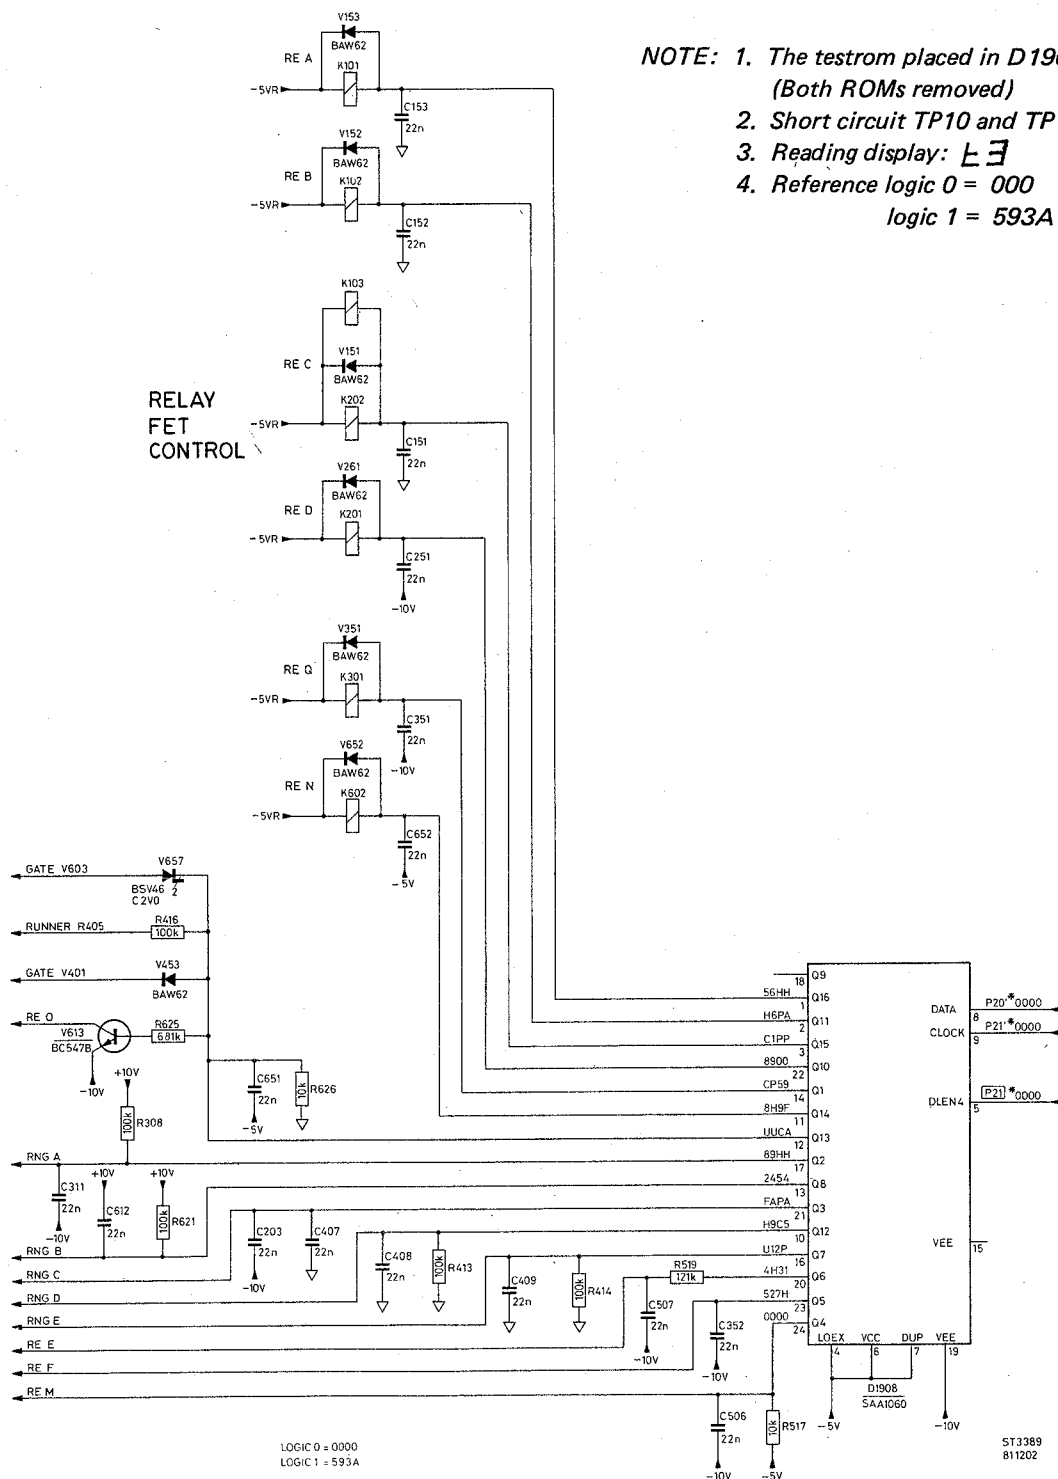 NOTE: 1. The testrom placed in D190
(Both ROMs removed)
2. Short circuit TP10 and TP
3. Reading display:
4. Reference logic 0 = 000
logic 1 = 593A
V153
BAW62
RE A
K101
-5VR
C153
22n
V152
BAW62
RE B
K102
-5VR
C152
22n
K103
V151
RE C
BAW62
RELAY
FET
CONTROL
K202
-5VR
C151
22n
V261
BAW62
RE D
K201
-5VR
C251
22n
-10V
V351
BAW62
RE Q
K301
-5VR
C351
22n
-10V
V652
BAW62
RE N
K602
-5VR
C652
22n
-5V
GATE V603
V657
BSV46 2
C2V0
RUNNER R405
R416
100k
GATE V401
V453
BAW62
RE O
V613
BC547B
R625
681k
-10V
+10V
C651
22n
-5V
10k
R626
100k
R308
RNG A
C311
22n
-10V
+10V
C612
22n
+10V
100k
R621
RNG B
C203
22n
-10V
C407
22n
RNG C
C408
22n
100k
R413
RNG D
C409
22n
100k
R414
RNG E
R519
121k
C507
22n
-10V
RE E
C352
22n
-10V
RE F
RE M
C506
22n
-10V
10k
R517
-5V
18 Q9
56HH 1 Q16
H6PA 2 Q11
C1PP 3 Q15
8900 22 Q10
CP59 14 Q1
8H9F 11 Q14
UUCA 12 Q13
89HH 17 Q2
2454 13 Q8
FAPA 21 Q3
H9C5 10 Q12
U12P 16 Q7
4H31 20 Q6
527H 23 Q5
0000 24 Q4
DATA 8 P20'*0000
CLOCK 9 P21'*0000
DLEN4 5 P21*0000
VEE 15
LOEX VCC DUP VEE
4 6 7 19
D1908
SAA1060
-5V
-10V
LOGIC 0 = 0000
LOGIC 1 = 593A
ST3389
811202